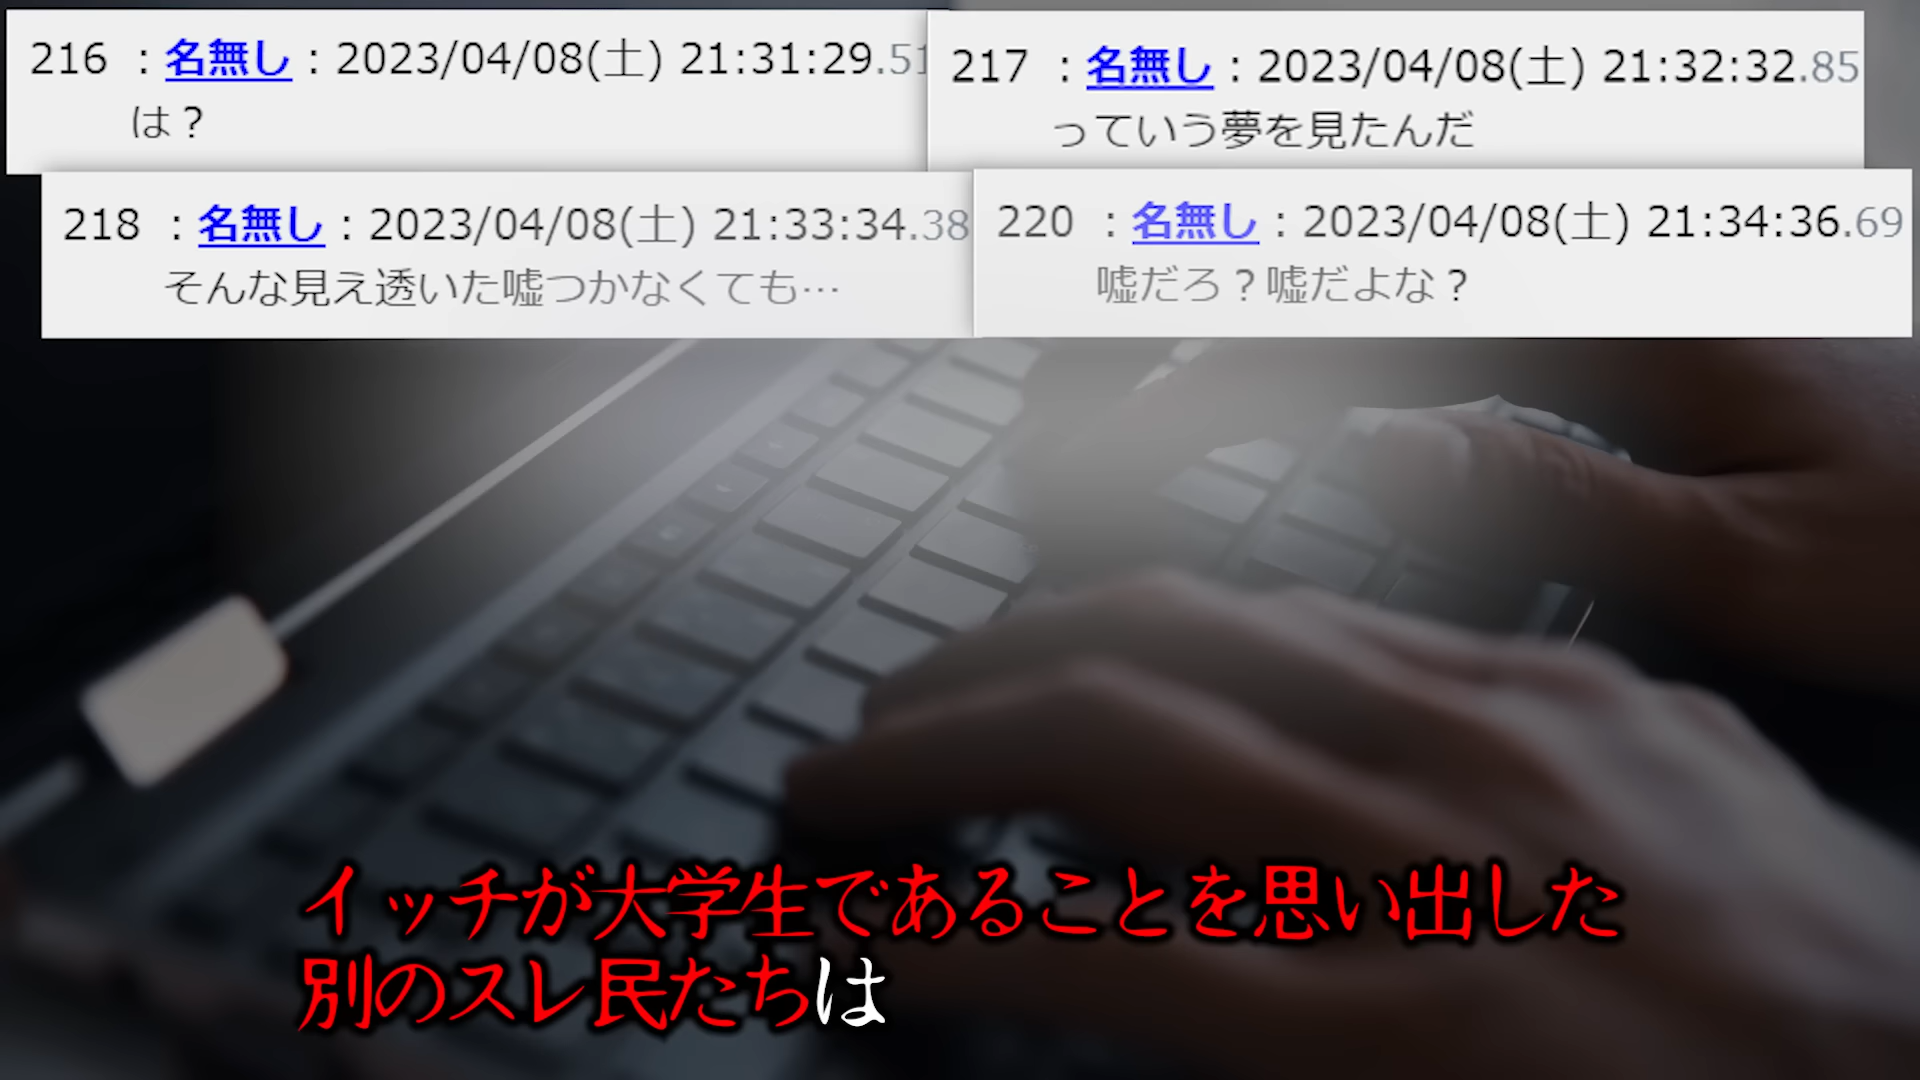 216 ：名無し：2023/04/08(土) 21:31:29.51
は？
217 ：名無し：2023/04/08(土) 21:32:32.85
っていう夢を見たんだ
218 ：名無し：2023/04/08(土) 21:33:34.38
そんな見え透いた嘘つかなくても…
220 ：名無し：2023/04/08(土) 21:34:36.69
嘘だろ？嘘だよな？
イッチが大学生であることを思い出した
別のスレ民たちは